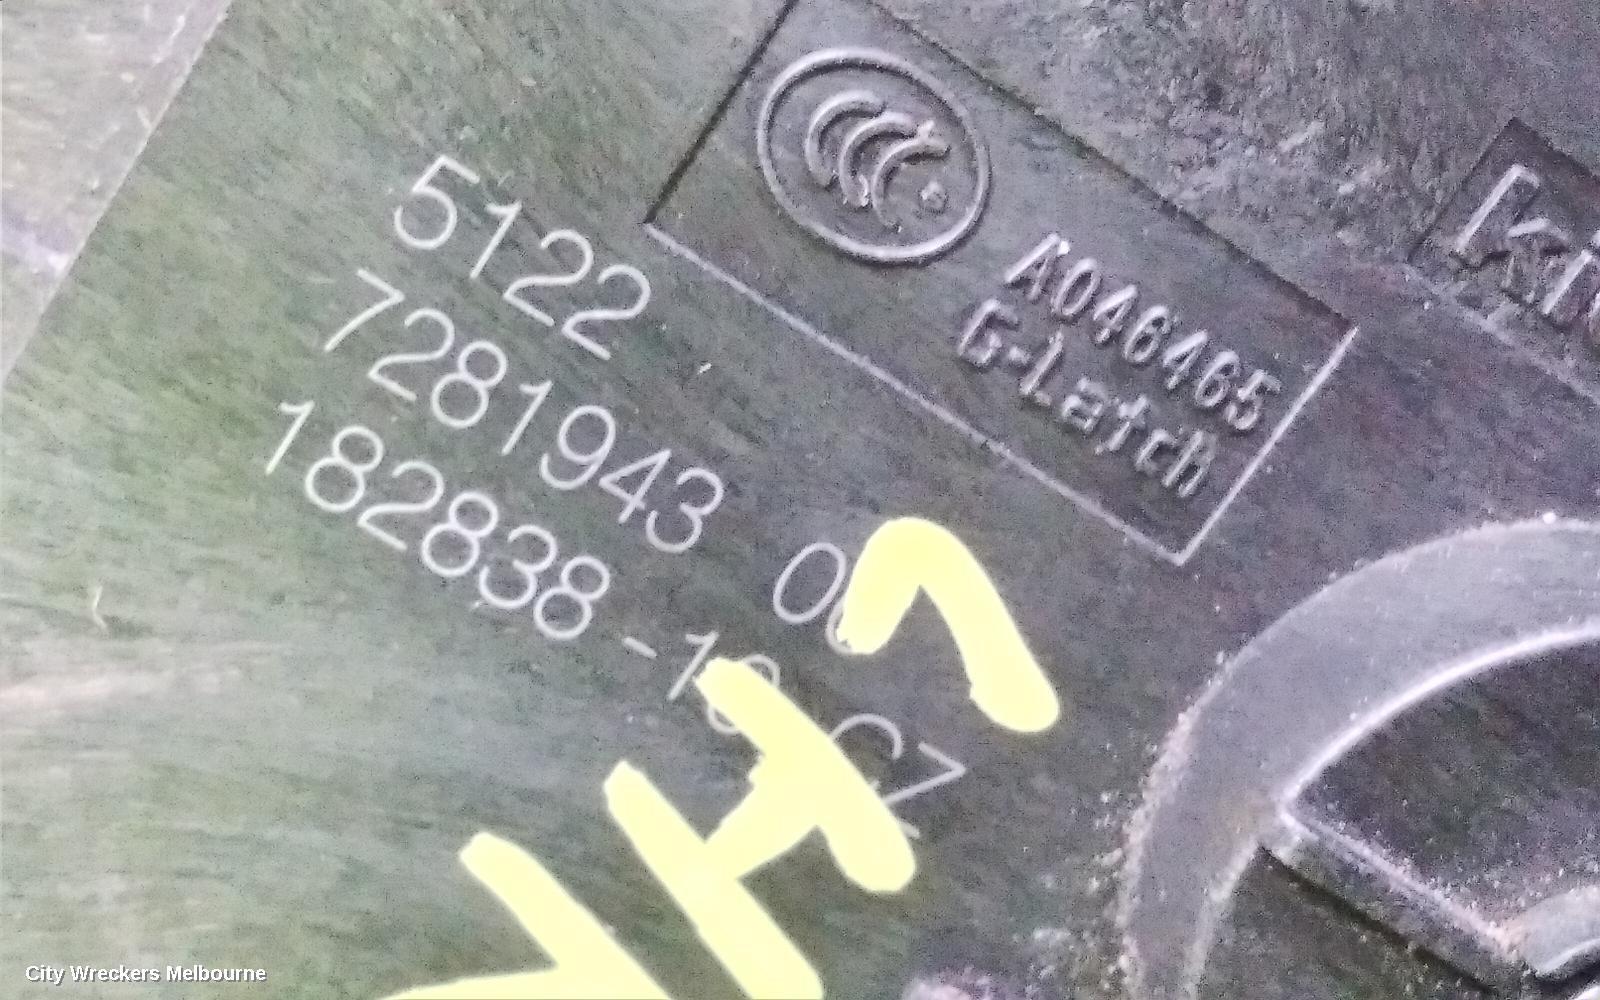 5122
7281943
182838
A046465
G-Latch
City Wreckers Melbourne